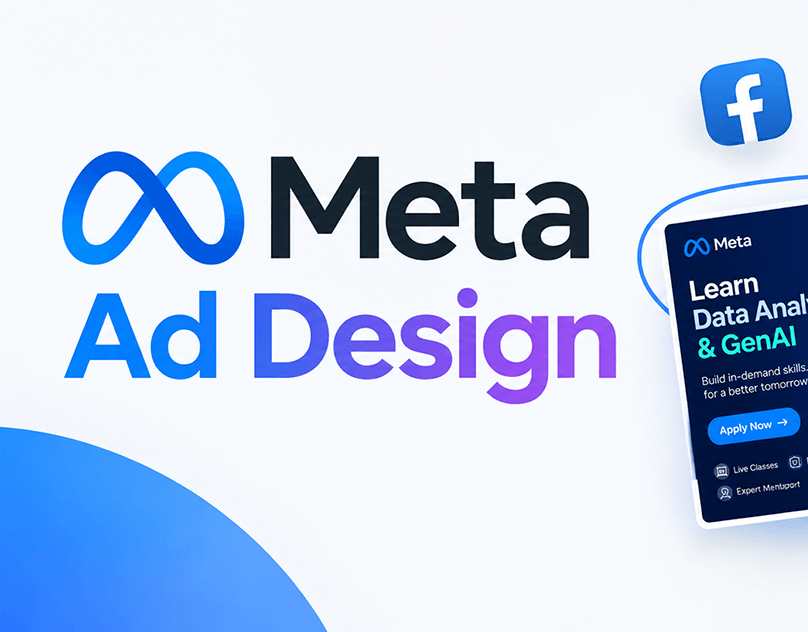 Meta
Ad Design
f
Meta
Learn
Data Analy
& GenAI
Build in-demand skills.
for a better tomorrow
Apply Now →
Live Classes
Expert